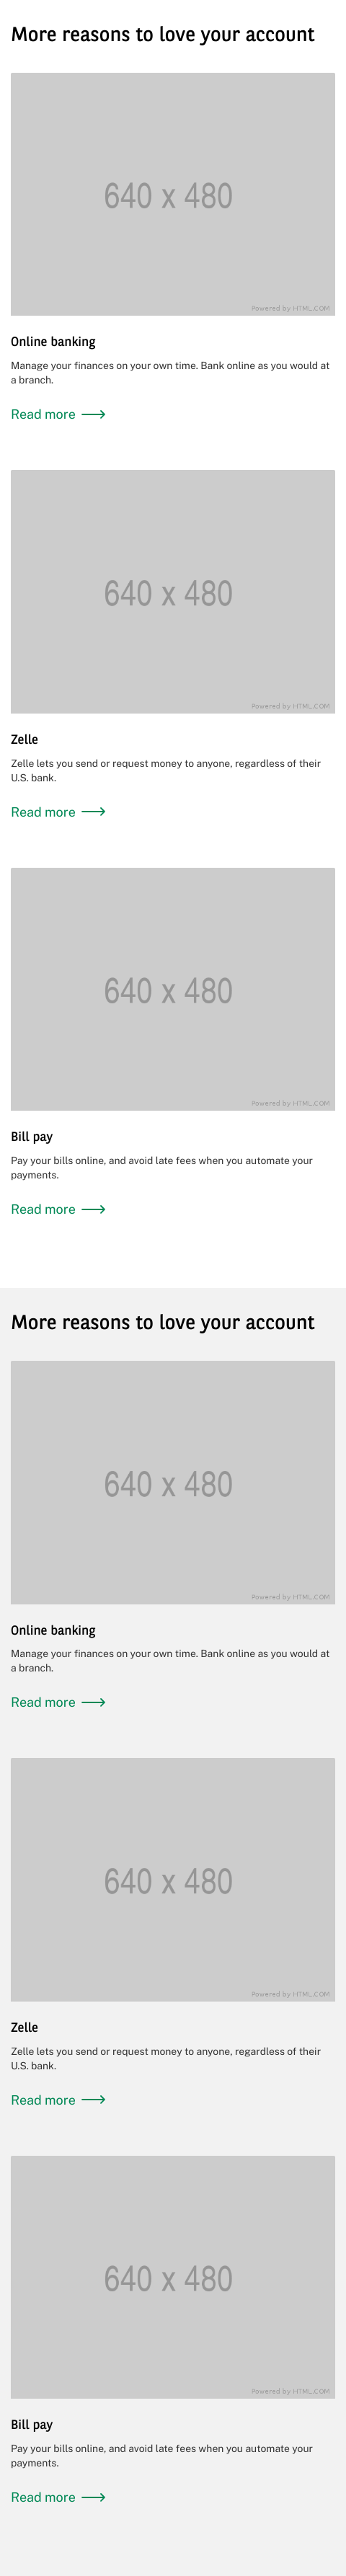 More reasons to love your account
640 x 480
Powered by HTML.COM
Online banking
Manage your finances on your own time. Bank online as you would at
a branch.
Read more
640 x 480
Powered by HTML.COM
Zelle
Zelle lets you send or request money to anyone, regardless of their
U.S. bank.
Read more
640 x 480
Powered by HTML.COM
Bill pay
Pay your bills online, and avoid late fees when you automate your
payments.
Read more
More reasons to love your account
640 x 480
Powered by HTML.COM
Online banking
Manage your finances on your own time. Bank online as you would at
a branch.
Read more
640 x 480
Powered by HTML.COM
Zelle
Zelle lets you send or request money to anyone, regardless of their
U.S. bank.
Read more
640 x 480
Powered by HTML.COM
Bill pay
Pay your bills online, and avoid late fees when you automate your
payments.
Read more